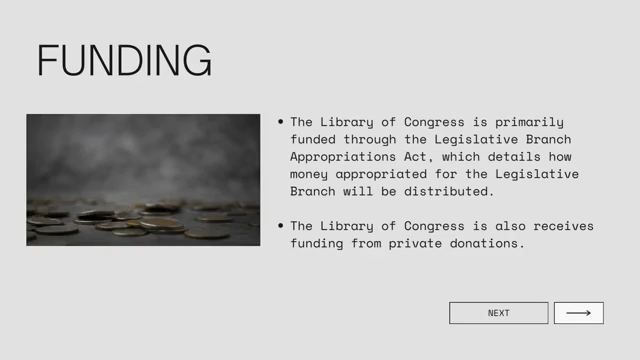 FUNDING
• The Library of Congress is primarily
funded through the Legislative Branch
Appropriations Act, which details how
money appropriated for the Legislative
Branch will be distributed.
• The Library of Congress is also receives
funding from private donations.
NEXT